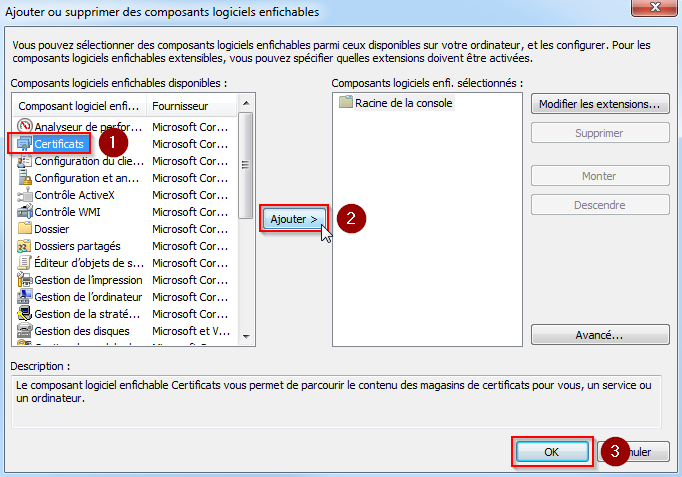 Ajouter ou supprimer des composants logiciels enfichables
Vous pouvez sélectionner des composants logiciels enfichables parmi ceux disponibles sur votre ordinateur, et les configurer. Pour les
composants logiciels enfichables extensibles, vous pouvez spécifier quelles extensions doivent être activées.
Composants logiciels enfichables disponibles :
Composant logiciel enfi... Fournisseur
Analyseur de perfor... Microsoft Cor...
Certificats Microsoft Cor...
1
Configuration du clie... Microsoft Cor...
Configuration et an... Microsoft Cor...
Contrôle ActiveX Microsoft Cor...
Contrôle WMI Microsoft Cor...
Dossier Microsoft Cor...
Dossiers partagés Microsoft Cor...
Éditeur d'objets de s... Microsoft Cor...
Gestion de l'impression Microsoft Cor...
Gestion de l'ordinateur Microsoft Cor...
Gestion de la straté... Microsoft Cor...
Gestion des disques Microsoft et V...
Ajouter >
2
Composants logiciels enfi. sélectionnés :
Racine de la console
Modifier les extensions...
Supprimer
Monter
Descendre
Avancé...
Description :
Le composant logiciel enfichable Certificats vous permet de parcourir le contenu des magasins de certificats pour vous, un service ou
un ordinateur.
OK
3
nuler